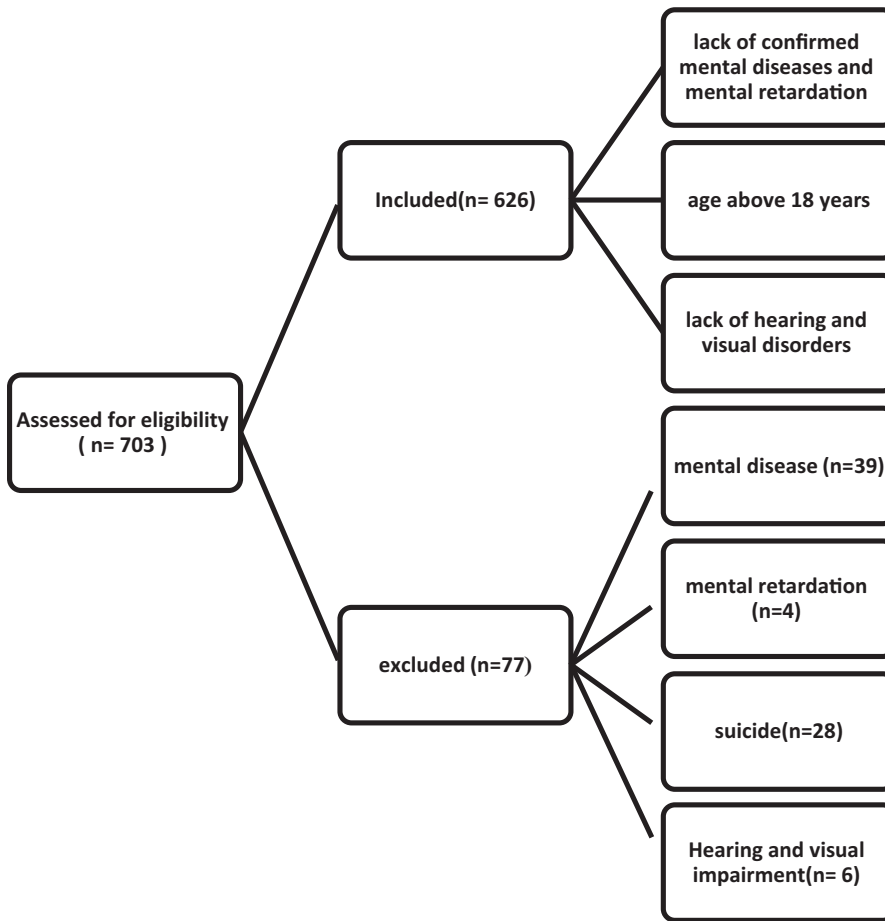 lack of confirmed
mental diseases and
mental retardation
Included(n= 626)
age above 18 years
lack of hearing and
visual disorders
Assessed for eligibility
( n= 703 )
mental disease (n=39)
mental retardation
(n=4)
excluded (n=77)
suicide(n=28)
Hearing and visual
impairment(n= 6)